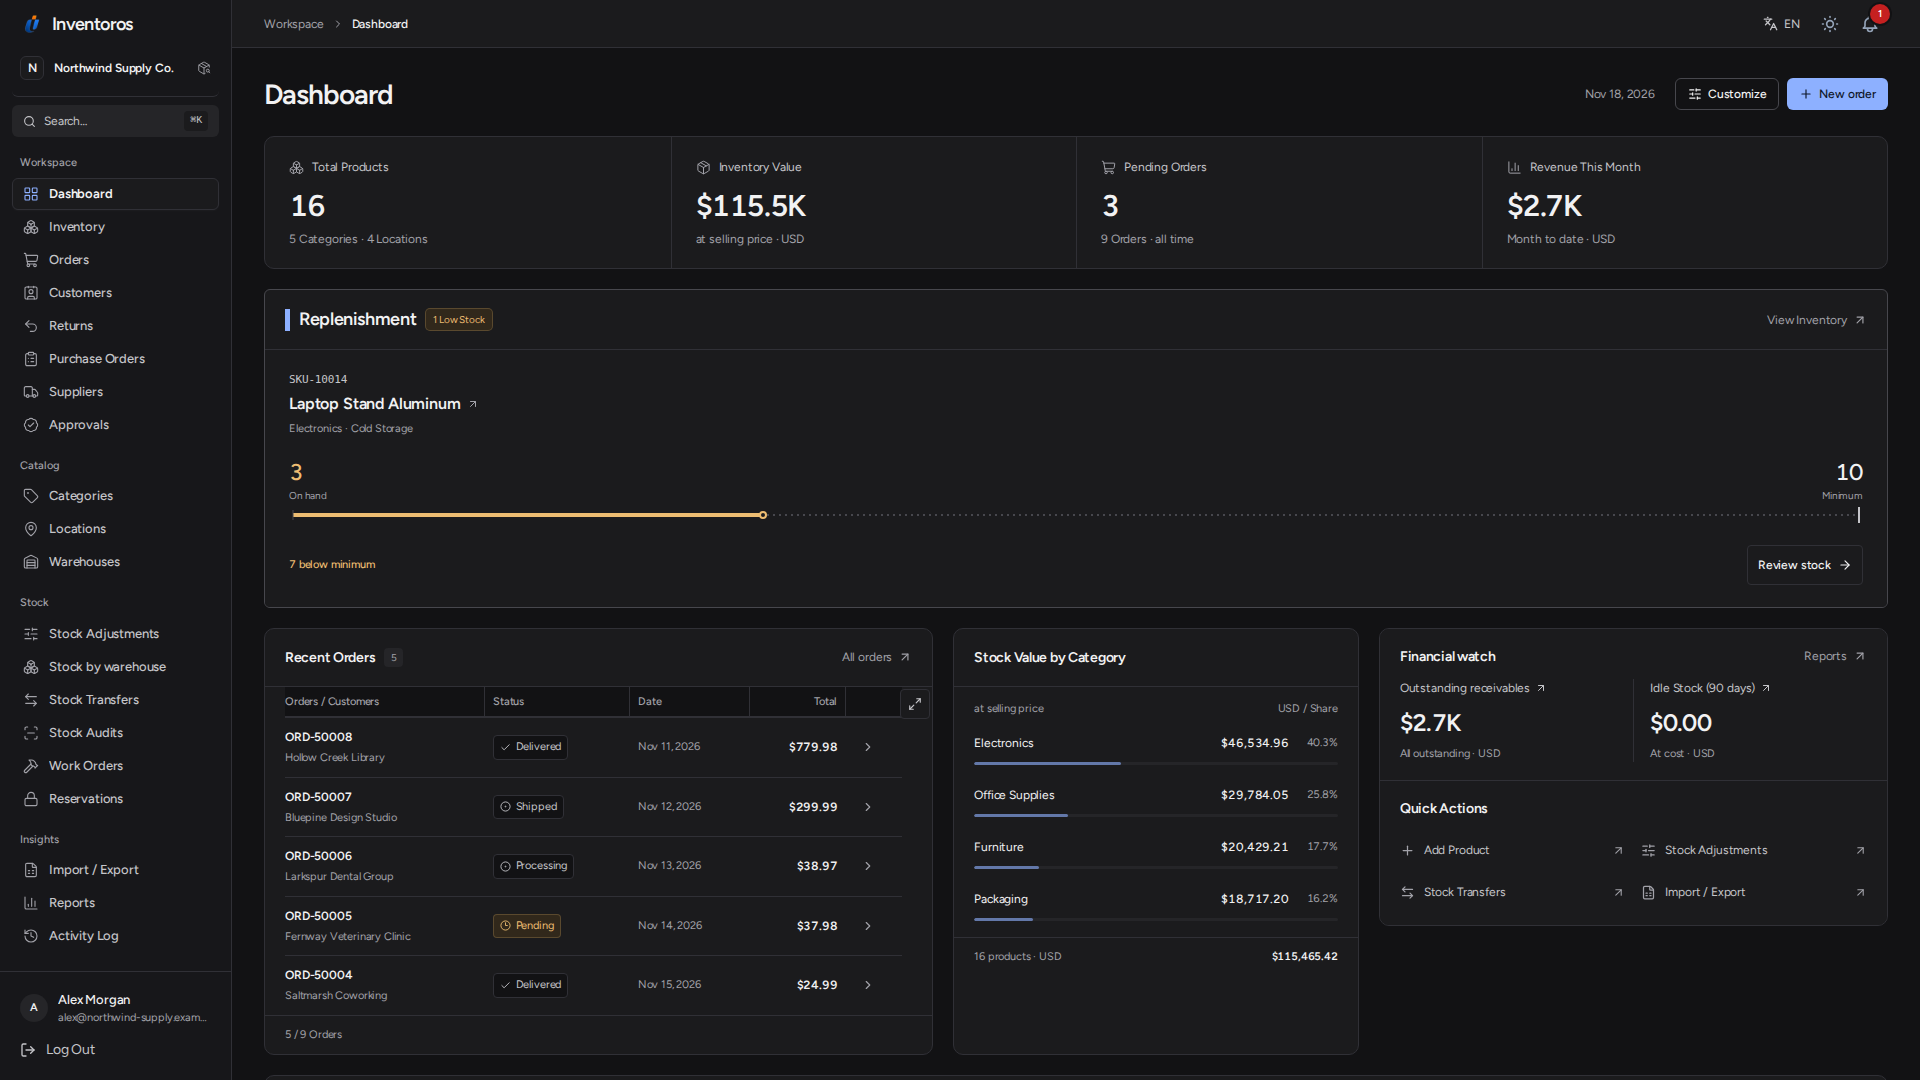 Inventoros
N Northwind Supply Co.
Search... ⌘K
Workspace
Dashboard
Inventory
Orders
Customers
Returns
Purchase Orders
Suppliers
Approvals
Catalog
Categories
Locations
Warehouses
Stock
Stock Adjustments
Stock by warehouse
Stock Transfers
Stock Audits
Work Orders
Reservations
Insights
Import / Export
Reports
Activity Log
A
Alex Morgan
alex@northwind-supply.exam...
Log Out
Workspace > Dashboard
EN
1
Dashboard
Nov 18, 2026
Customize
New order
Total Products
16
5 Categories · 4 Locations
Inventory Value
$115.5K
at selling price · USD
Pending Orders
3
9 Orders · all time
Revenue This Month
$2.7K
Month to date · USD
Replenishment
1 Low Stock
View Inventory
SKU-10014
Laptop Stand Aluminum
Electronics · Cold Storage
3
On hand
10
Minimum
7 below minimum
Review stock
Recent Orders 5
All orders
Orders / Customers Status Date Total
ORD-50008
Hollow Creek Library
Delivered Nov 11, 2026 $779.98
ORD-50007
Bluepine Design Studio
Shipped Nov 12, 2026 $299.99
ORD-50006
Larkspur Dental Group
Processing Nov 13, 2026 $38.97
ORD-50005
Fernway Veterinary Clinic
Pending Nov 14, 2026 $37.98
ORD-50004
Saltmarsh Coworking
Delivered Nov 15, 2026 $24.99
5 / 9 Orders
Stock Value by Category
at selling price USD / Share
Electronics $46,534.96 40.3%
Office Supplies $29,784.05 25.8%
Furniture $20,429.21 17.7%
Packaging $18,717.20 16.2%
16 products · USD $115,465.42
Financial watch
Reports
Outstanding receivables
$2.7K
All outstanding · USD
Idle Stock (90 days)
$0.00
At cost · USD
Quick Actions
Add Product
Stock Adjustments
Stock Transfers
Import / Export